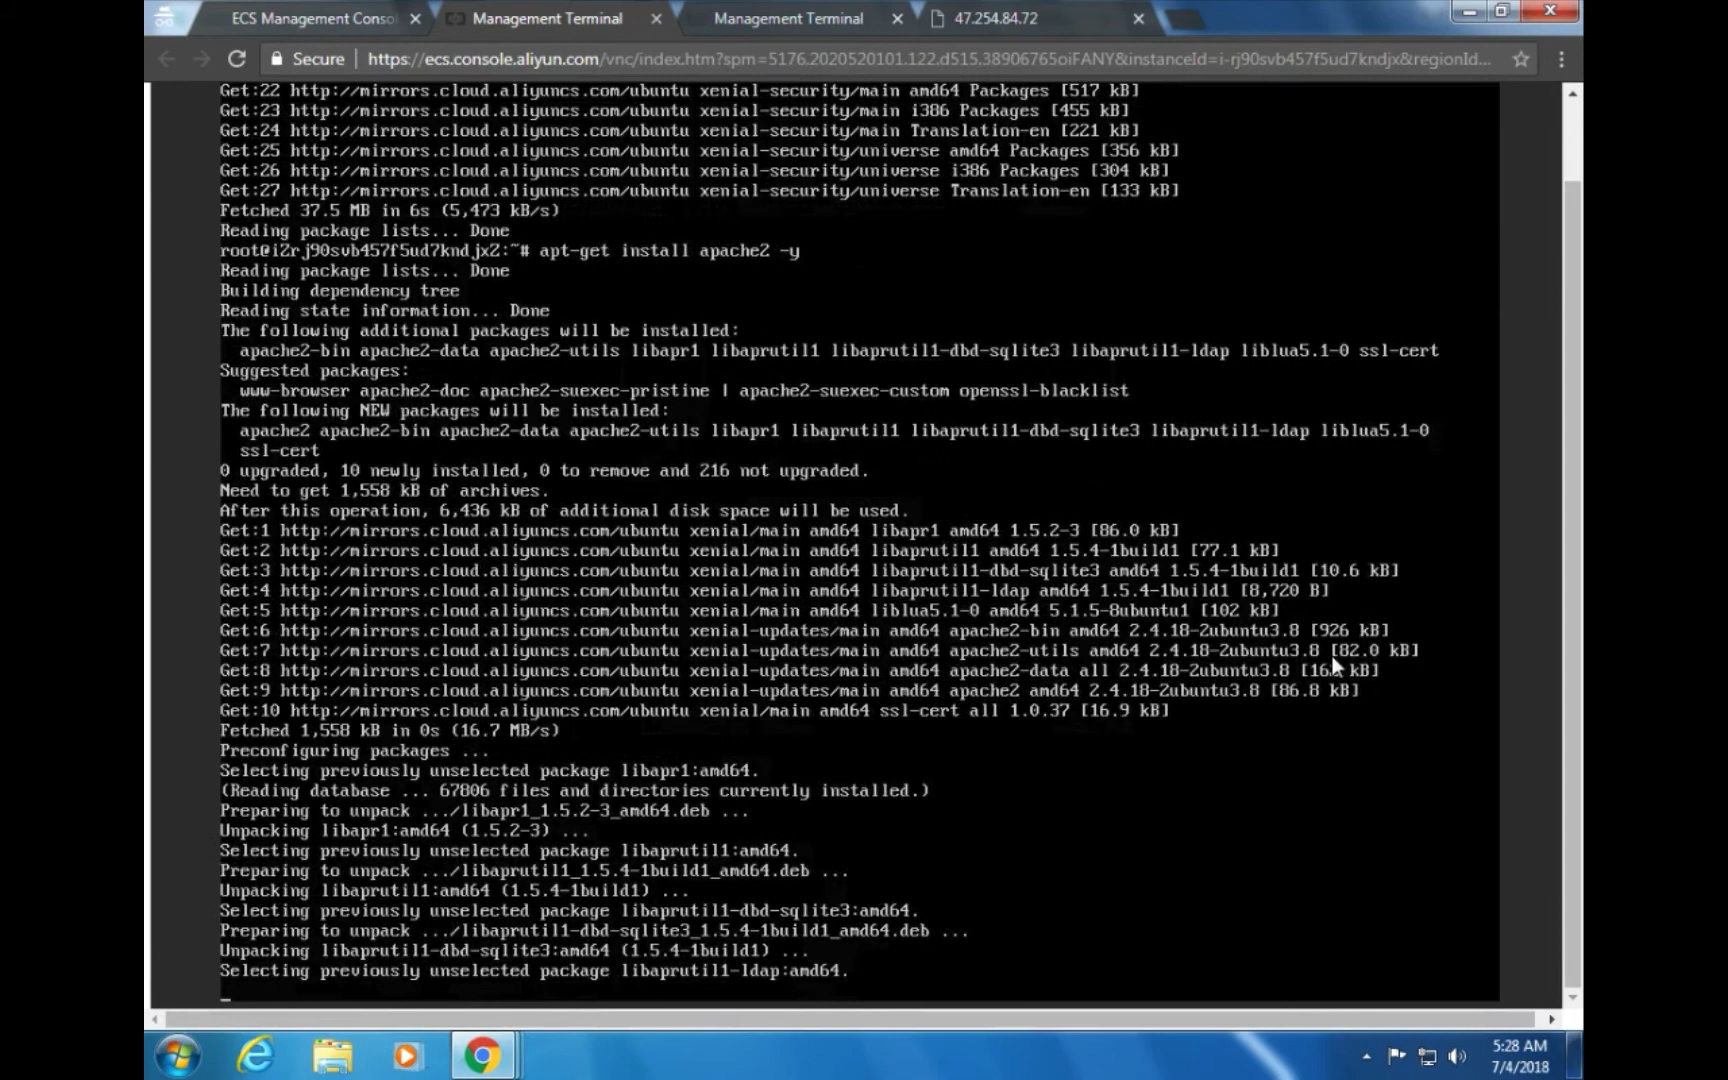 ECS Management Conso
Management Terminal
Management Terminal
47.254.84.72
Secure
https://ecs.console.aliyun.com/vnc/index.htm?spm=5176.2020520101.122.d515.38906765oiFANY&instanceId=i-rj90svb457f5ud7kndjx&regionId...
Get:22 http://mirrors.cloud.aliyuncs.com/ubuntu xenial-security/main amd64 Packages [517 kB]
Get:23 http://mirrors.cloud.aliyuncs.com/ubuntu xenial-security/main i386 Packages [455 kB]
Get:24 http://mirrors.cloud.aliyuncs.com/ubuntu xenial-security/main Translation-en [221 kB]
Get:25 http://mirrors.cloud.aliyuncs.com/ubuntu xenial-security/universe amd64 Packages [356 kB]
Get:26 http://mirrors.cloud.aliyuncs.com/ubuntu xenial-security/universe i386 Packages [304 kB]
Get:27 http://mirrors.cloud.aliyuncs.com/ubuntu xenial-security/universe Translation-en [133 kB]
Fetched 37.5 MB in 6s (5,473 kB/s)
Reading package lists... Done
root@iZrj90svb457f5ud7kndjxZ:~# apt-get install apache2 -y
Reading package lists... Done
Building dependency tree
Reading state information... Done
The following additional packages will be installed:
apache2-bin apache2-data apache2-utils libapr1 libaprutil1 libaprutil1-dbd-sqlite3 libaprutil1-ldap liblua5.1-0 ssl-cert
Suggested packages:
www-browser apache2-doc apache2-suexec-pristine | apache2-suexec-custom openssl-blacklist
The following NEW packages will be installed:
apache2 apache2-bin apache2-data apache2-utils libapr1 libaprutil1 libaprutil1-dbd-sqlite3 libaprutil1-ldap liblua5.1-0
ssl-cert
0 upgraded, 10 newly installed, 0 to remove and 216 not upgraded.
Need to get 1,558 kB of archives.
After this operation, 6,436 kB of additional disk space will be used.
Get:1 http://mirrors.cloud.aliyuncs.com/ubuntu xenial/main amd64 libapr1 amd64 1.5.2-3 [86.0 kB]
Get:2 http://mirrors.cloud.aliyuncs.com/ubuntu xenial/main amd64 libaprutil1 amd64 1.5.4-1build1 [77.1 kB]
Get:3 http://mirrors.cloud.aliyuncs.com/ubuntu xenial/main amd64 libaprutil1-dbd-sqlite3 amd64 1.5.4-1build1 [10.6 kB]
Get:4 http://mirrors.cloud.aliyuncs.com/ubuntu xenial/main amd64 libaprutil1-ldap amd64 1.5.4-1build1 [8,720 B]
Get:5 http://mirrors.cloud.aliyuncs.com/ubuntu xenial/main amd64 liblua5.1-0 amd64 5.1.5-8ubuntu1 [102 kB]
Get:6 http://mirrors.cloud.aliyuncs.com/ubuntu xenial-updates/main amd64 apache2-bin amd64 2.4.18-2ubuntu3.8 [926 kB]
Get:7 http://mirrors.cloud.aliyuncs.com/ubuntu xenial-updates/main amd64 apache2-utils amd64 2.4.18-2ubuntu3.8 [82.0 kB]
Get:8 http://mirrors.cloud.aliyuncs.com/ubuntu xenial-updates/main amd64 apache2-data all 2.4.18-2ubuntu3.8 kB]
Get:9 http://mirrors.cloud.aliyuncs.com/ubuntu xenial-updates/main amd64 apache2 amd64 2.4.18-2ubuntu3.8 [86.8 kB]
Get:10 http://mirrors.cloud.aliyuncs.com/ubuntu xenial/main amd64 ssl-cert all 1.0.37 [16.9 kB]
Fetched 1,558 kB in 0s (16.7 MB/s)
Preconfiguring packages ...
Selecting previously unselected package libapr1:amd64.
(Reading database ... 67806 files and directories currently installed.)
Preparing to unpack .../libapr1_1.5.2-3_amd64.deb ...
Unpacking libapr1:amd64 (1.5.2-3) ...
Selecting previously unselected package libaprutil1:amd64.
Preparing to unpack .../libaprutil1_1.5.4-1build1_amd64.deb ...
Unpacking libaprutil1:amd64 (1.5.4-1build1) ...
Selecting previously unselected package libaprutil1-dbd-sqlite3:amd64.
Preparing to unpack .../libaprutil1-dbd-sqlite3_1.5.4-1build1_amd64.deb ...
Unpacking libaprutil1-dbd-sqlite3:amd64 (1.5.4-1build1) ...
Selecting previously unselected package libaprutil1-ldap:amd64.
5:28 AM
7/4/2018